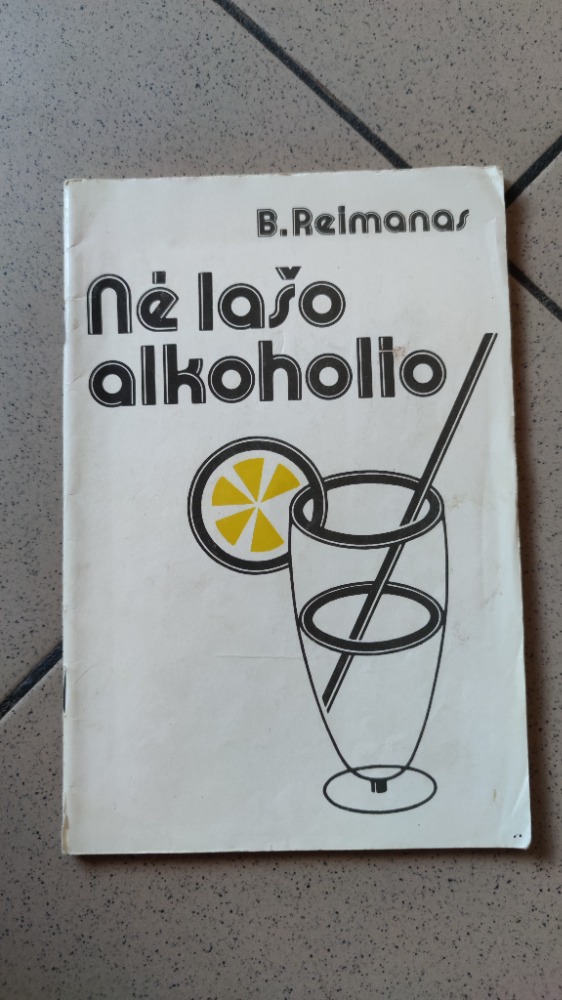 B. Reimanas
Nė lašo
alkoholio